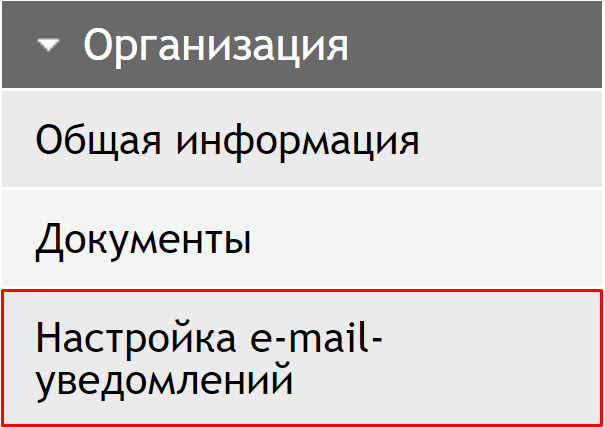 Организация
Общая информация
Документы
Настройка e-mail-
уведомлений